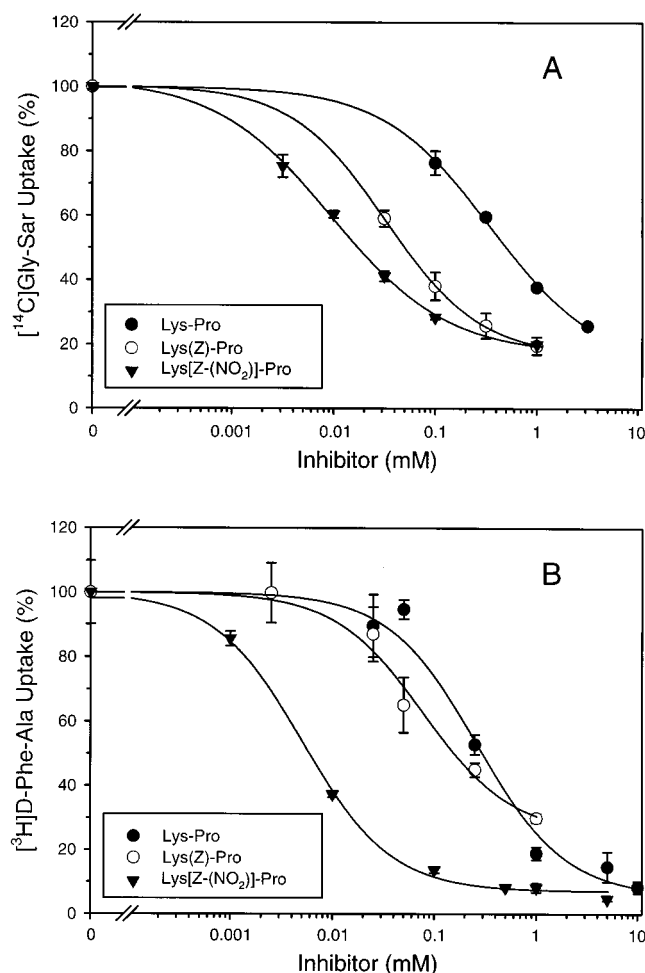 A
120
100
80
60
40
20
0
[¹⁴C]Gly-Sar Uptake (%)
Lys-Pro
Lys(Z)-Pro
Lys[Z-(NO₂)]-Pro
0 0.001 0.01 0.1 1 10
Inhibitor (mM)
B
120
100
80
60
40
20
0
[³H]D-Phe-Ala Uptake (%)
Lys-Pro
Lys(Z)-Pro
Lys[Z-(NO₂)]-Pro
0 0.001 0.01 0.1 1 10
Inhibitor (mM)